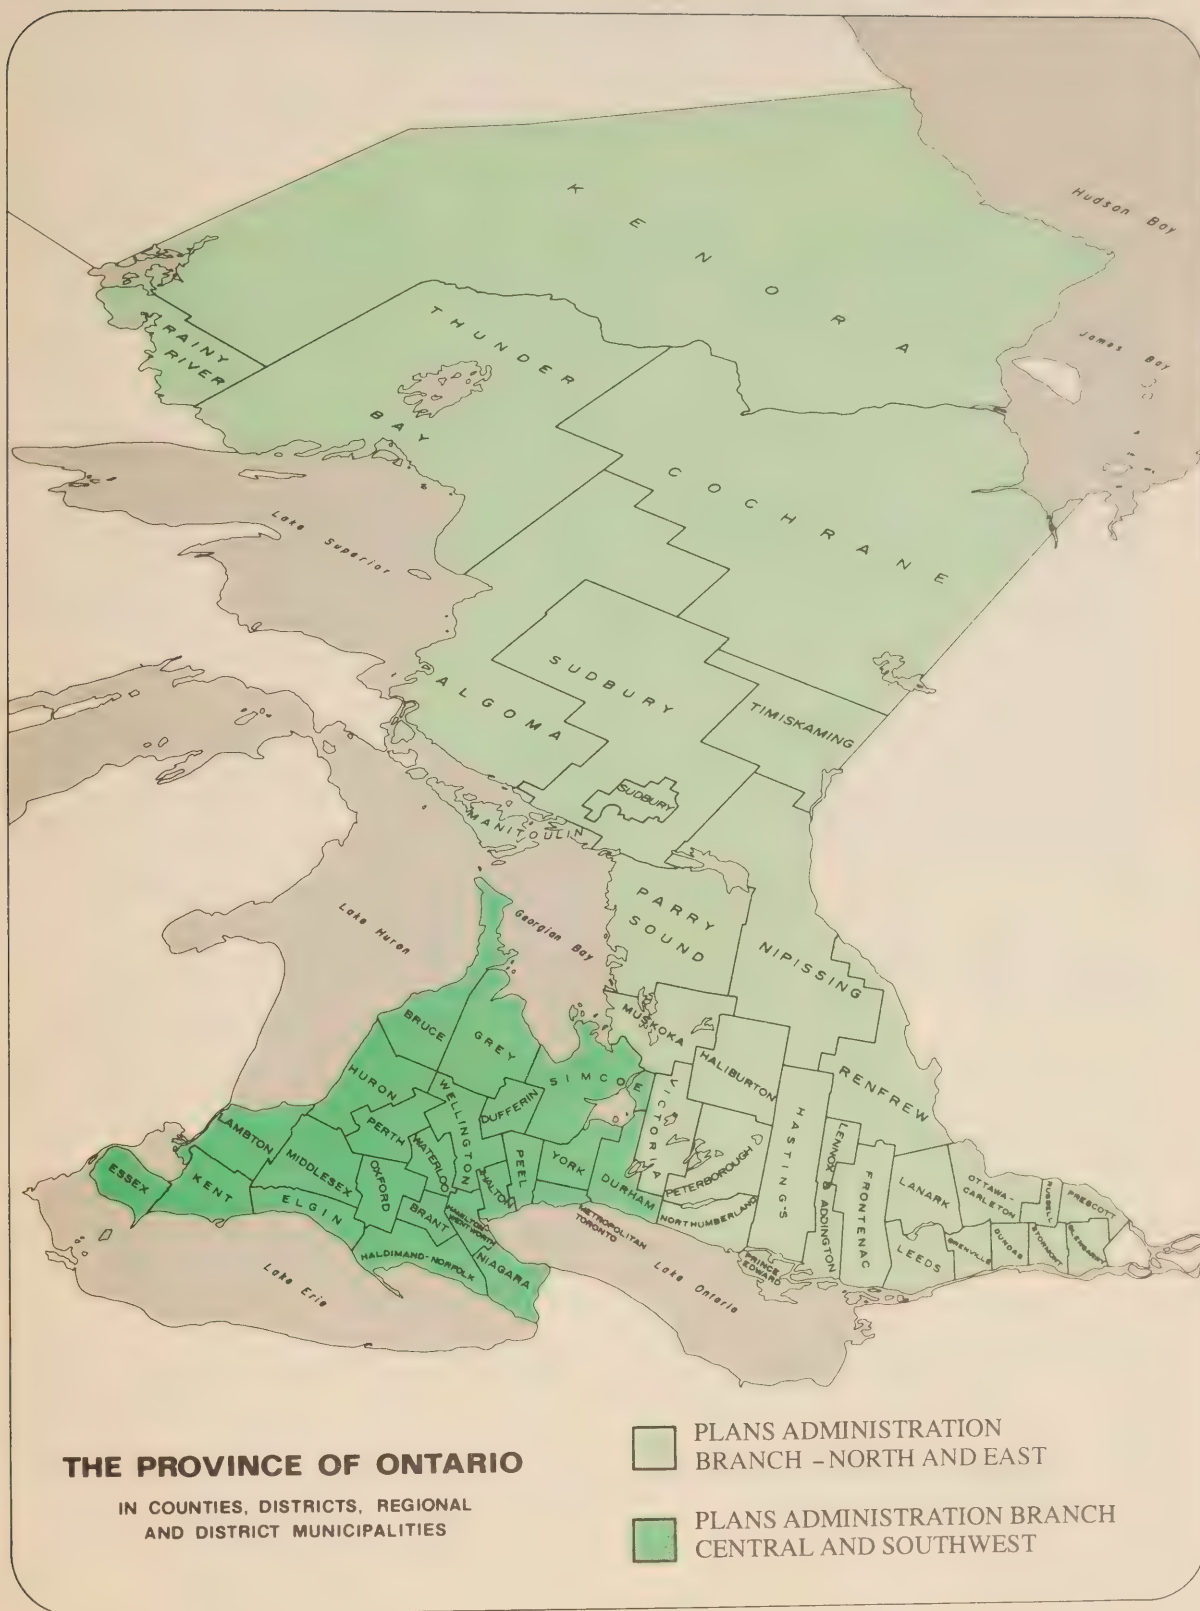 KENORA
Hudson Bay
James Bay
RAINY
RIVER
THUNDER
BAY
COCHRANE
Lake Superior
SUDBURY
ALGOMA
TIMISKAMING
SUDBURY
MANITOULIN
PARRY
SOUND
NIPISSING
Lake Huron
Georgian Bay
MUSKOKA
BRUCE
GREY
SIMCOE
HALIBURTON
RENFREW
HURON
WELLINGTON
DUFFERIN
VICTORIA
HASTINGS
LAMBTON
PERTH
WATERLOO
PEEL
YORK
DURHAM
PETERBOROUGH
LENNOX & ADDINGTON
FRONTENAC
LANARK
OTTAWA-
CARLETON
RUSSELL
PRESCOTT
ESSEX
KENT
MIDDLESEX
OXFORD
HALTON
ELGIN
BRANT
HAMILTON-
WENTWORTH
NORTHUMBERLAND
METROPOLITAN
TORONTO
PRINCE
EDWARD
LEEDS
GRENVILLE
DUNDAS
STORMONT
GLENGARRY
HALDIMAND-NORFOLK
NIAGARA
Lake Erie
Lake Ontario
THE PROVINCE OF ONTARIO
IN COUNTIES, DISTRICTS, REGIONAL
AND DISTRICT MUNICIPALITIES
PLANS ADMINISTRATION
BRANCH – NORTH AND EAST
PLANS ADMINISTRATION BRANCH
CENTRAL AND SOUTHWEST